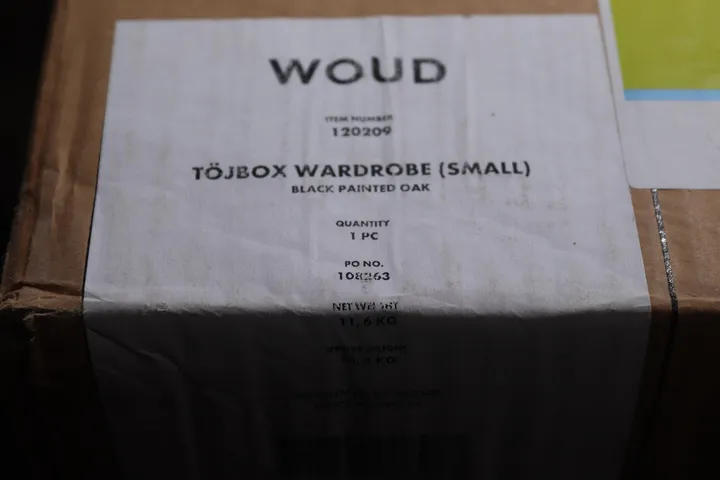 WOUD
ITEM NUMBER
120209
TÖJBOX WARDROBE (SMALL)
BLACK PAINTED OAK
QUANTITY
1 PC
PO NO.
108263
NET WEIGHT
11,6 KG
KG